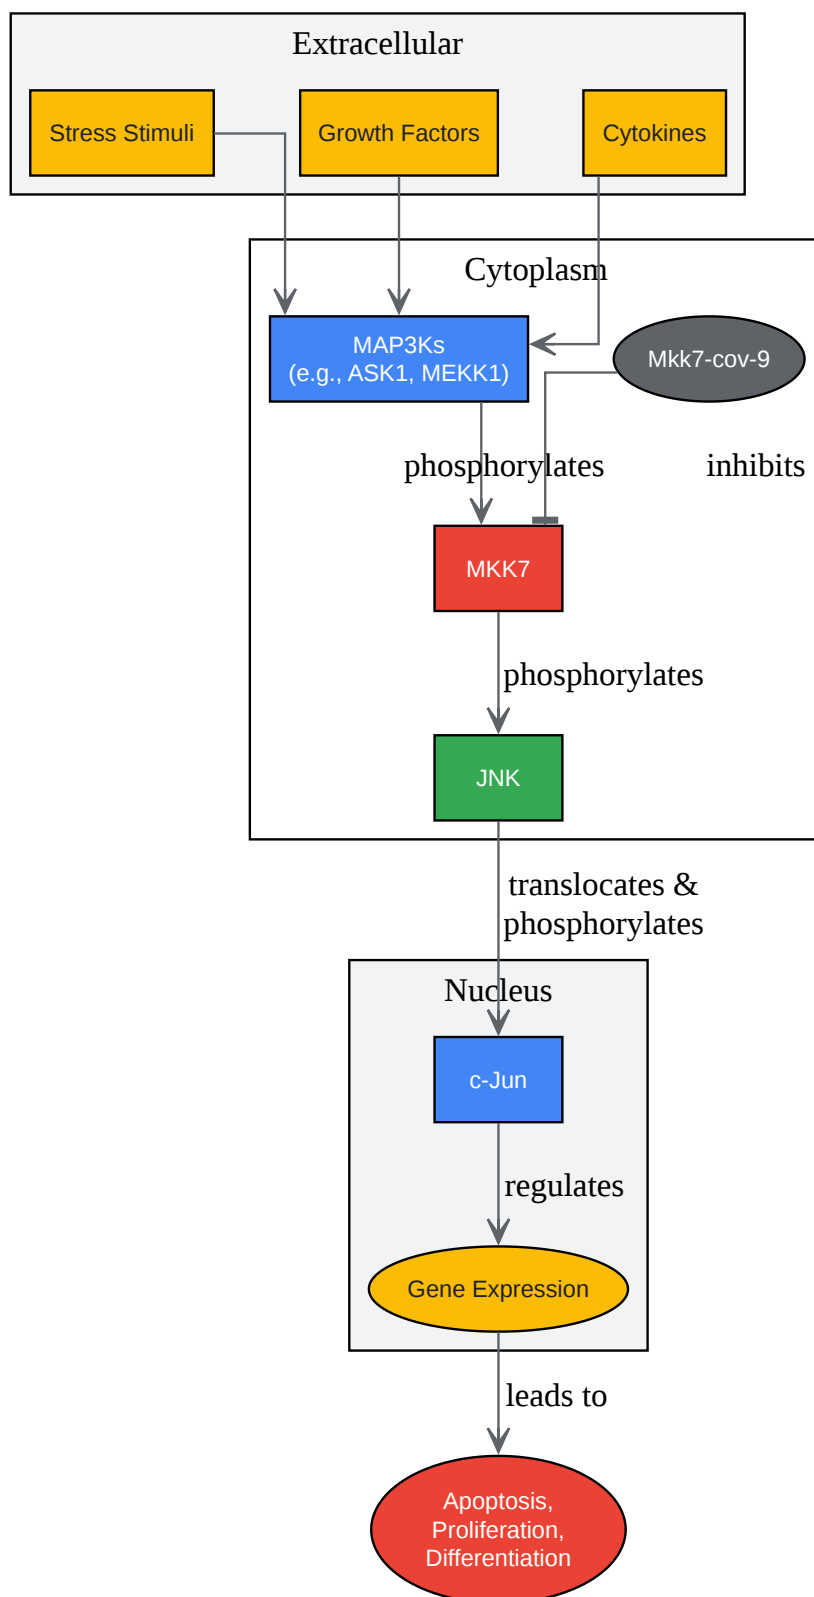 Extracellular
Stress Stimuli
Growth Factors
Cytokines
Cytoplasm
MAP3Ks
(e.g., ASK1, MEKK1)
Mkk7-cov-9
phosphorylates
inhibits
MKK7
phosphorylates
JNK
translocates &
phosphorylates
Nucleus
c-Jun
regulates
Gene Expression
leads to
Apoptosis,
Proliferation,
Differentiation